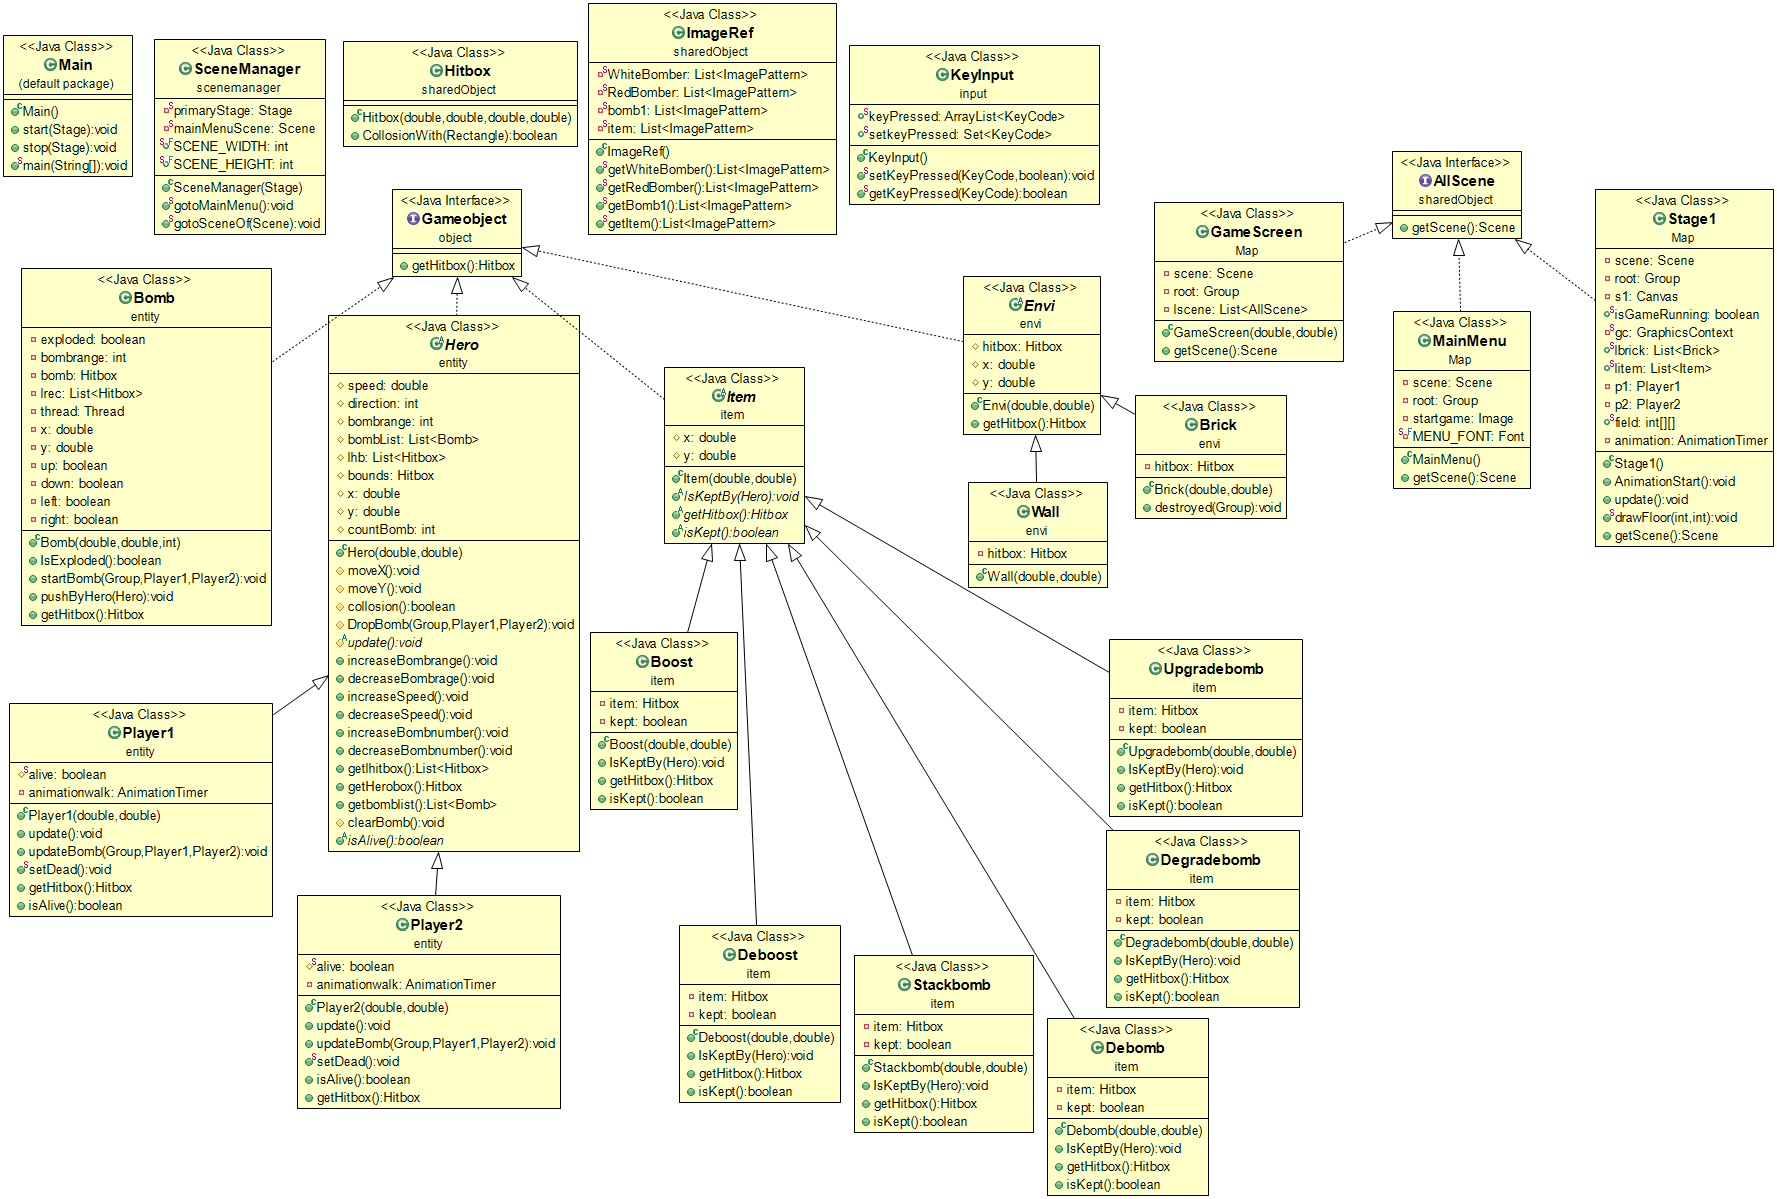 <<Java Class>>
Main
(default package)
Main()
start(Stage):void
stop(Stage):void
main(String[]):void
<<Java Class>>
SceneManager
scenemanager
primaryStage: Stage
mainMenuScene: Scene
SCENE_WIDTH: int
SCENE_HEIGHT: int
SceneManager(Stage)
gotoMainMenu():void
gotoSceneOf(Scene):void
<<Java Class>>
Hitbox
sharedObject
Hitbox(double,double,double,double)
CollosionWith(Rectangle):boolean
<<Java Class>>
ImageRef
sharedObject
WhiteBomber: List<ImagePattern>
RedBomber: List<ImagePattern>
bomb1: List<ImagePattern>
item: List<ImagePattern>
ImageRef()
getWhiteBomber():List<ImagePattern>
getRedBomber():List<ImagePattern>
getBomb1():List<ImagePattern>
getItem():List<ImagePattern>
<<Java Class>>
KeyInput
input
keyPressed: ArrayList<KeyCode>
setkeyPressed: Set<KeyCode>
KeyInput()
setKeyPressed(KeyCode,boolean):void
getKeyPressed(KeyCode):boolean
<<Java Interface>>
AllScene
sharedObject
getScene():Scene
<<Java Class>>
GameScreen
Map
scene: Scene
root: Group
lscene: List<AllScene>
GameScreen(double,double)
getScene():Scene
<<Java Class>>
Stage1
Map
scene: Scene
root: Group
s1: Canvas
isGameRunning: boolean
gc: GraphicsContext
lbrick: List<Brick>
litem: List<Item>
p1: Player1
p2: Player2
field: int[][]
animation: AnimationTimer
Stage1()
AnimationStart():void
update():void
drawFloor(int,int):void
getScene():Scene
<<Java Class>>
MainMenu
Map
scene: Scene
root: Group
startgame: Image
MENU_FONT: Font
MainMenu()
getScene():Scene
<<Java Interface>>
Gameobject
object
getHitbox():Hitbox
<<Java Class>>
Bomb
entity
exploded: boolean
bombrange: int
bomb: Hitbox
lrec: List<Hitbox>
thread: Thread
x: double
y: double
up: boolean
down: boolean
left: boolean
right: boolean
Bomb(double,double,int)
IsExploded():boolean
startBomb(Group,Player1,Player2):void
pushByHero(Hero):void
getHitbox():Hitbox
<<Java Class>>
Hero
entity
speed: double
direction: int
bombrange: int
bombList: List<Bomb>
lhb: List<Hitbox>
bounds: Hitbox
x: double
y: double
countBomb: int
Hero(double,double)
moveX():void
moveY():void
collosion():boolean
DropBomb(Group,Player1,Player2):void
update():void
increaseBombrange():void
decreaseBombrage():void
increaseSpeed():void
decreaseSpeed():void
increaseBombnumber():void
decreaseBombnumber():void
getlhitbox():List<Hitbox>
getHerobox():Hitbox
getbomblist():List<Bomb>
clearBomb():void
isAlive():boolean
<<Java Class>>
Item
item
x: double
y: double
Item(double,double)
IsKeptBy(Hero):void
getHitbox():Hitbox
isKept():boolean
<<Java Class>>
Envi
envi
hitbox: Hitbox
x: double
y: double
Envi(double,double)
getHitbox():Hitbox
<<Java Class>>
Brick
envi
hitbox: Hitbox
Brick(double,double)
destroyed(Group):void
<<Java Class>>
Wall
envi
hitbox: Hitbox
Wall(double,double)
<<Java Class>>
Player1
entity
alive: boolean
animationwalk: AnimationTimer
Player1(double,double)
update():void
updateBomb(Group,Player1,Player2):void
setDead():void
getHitbox():Hitbox
isAlive():boolean
<<Java Class>>
Player2
entity
alive: boolean
animationwalk: AnimationTimer
Player2(double,double)
update():void
updateBomb(Group,Player1,Player2):void
setDead():void
isAlive():boolean
getHitbox():Hitbox
<<Java Class>>
Boost
item
item: Hitbox
kept: boolean
Boost(double,double)
IsKeptBy(Hero):void
getHitbox():Hitbox
isKept():boolean
<<Java Class>>
Upgradebomb
item
item: Hitbox
kept: boolean
Upgradebomb(double,double)
IsKeptBy(Hero):void
getHitbox():Hitbox
isKept():boolean
<<Java Class>>
Degradebomb
item
item: Hitbox
kept: boolean
Degradebomb(double,double)
IsKeptBy(Hero):void
getHitbox():Hitbox
isKept():boolean
<<Java Class>>
Deboost
item
item: Hitbox
kept: boolean
Deboost(double,double)
IsKeptBy(Hero):void
getHitbox():Hitbox
isKept():boolean
<<Java Class>>
Stackbomb
item
item: Hitbox
kept: boolean
Stackbomb(double,double)
IsKeptBy(Hero):void
getHitbox():Hitbox
isKept():boolean
<<Java Class>>
Debomb
item
item: Hitbox
kept: boolean
Debomb(double,double)
IsKeptBy(Hero):void
getHitbox():Hitbox
isKept():boolean